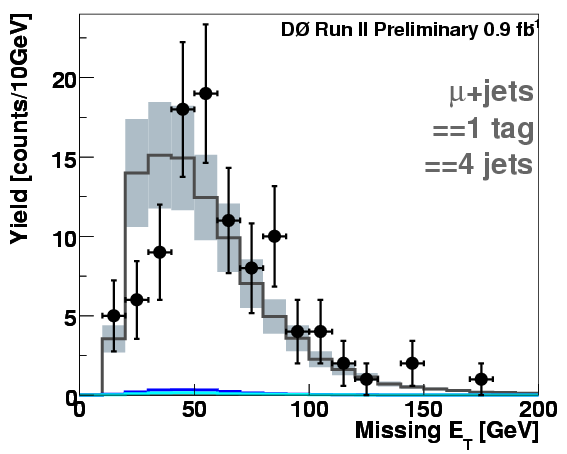 DØ Run II Preliminary 0.9 fb⁻¹
μ+jets
==1 tag
==4 jets
Yield [counts/10GeV]
20
15
10
5
0
0 50 100 150 200
Missing E_T [GeV]